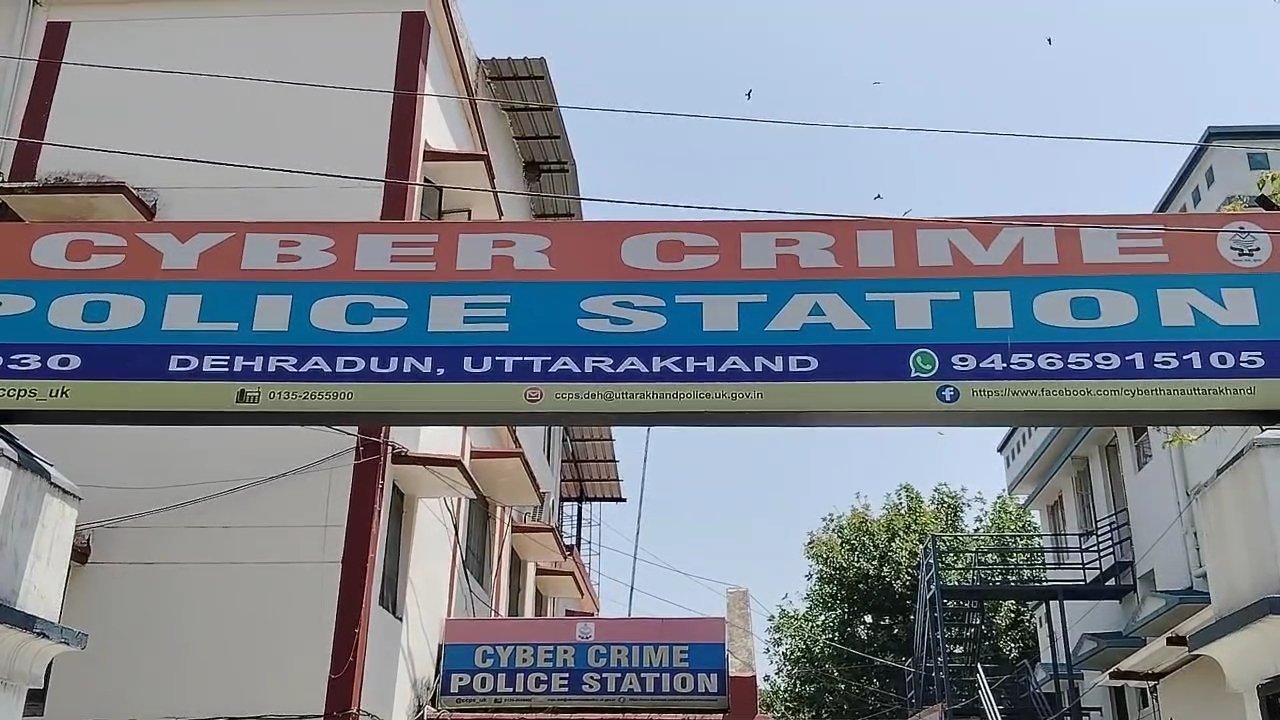 CYBER CRIME
POLICE STATION
930 DEHRADUN, UTTARAKHAND 94565915105
ccps_uk 0135-2655900 ccps.deh@uttarakhandpolice.uk.gov.in https://www.facebook.com/cyberthanauttarakhand/
CYBER CRIME
POLICE STATION